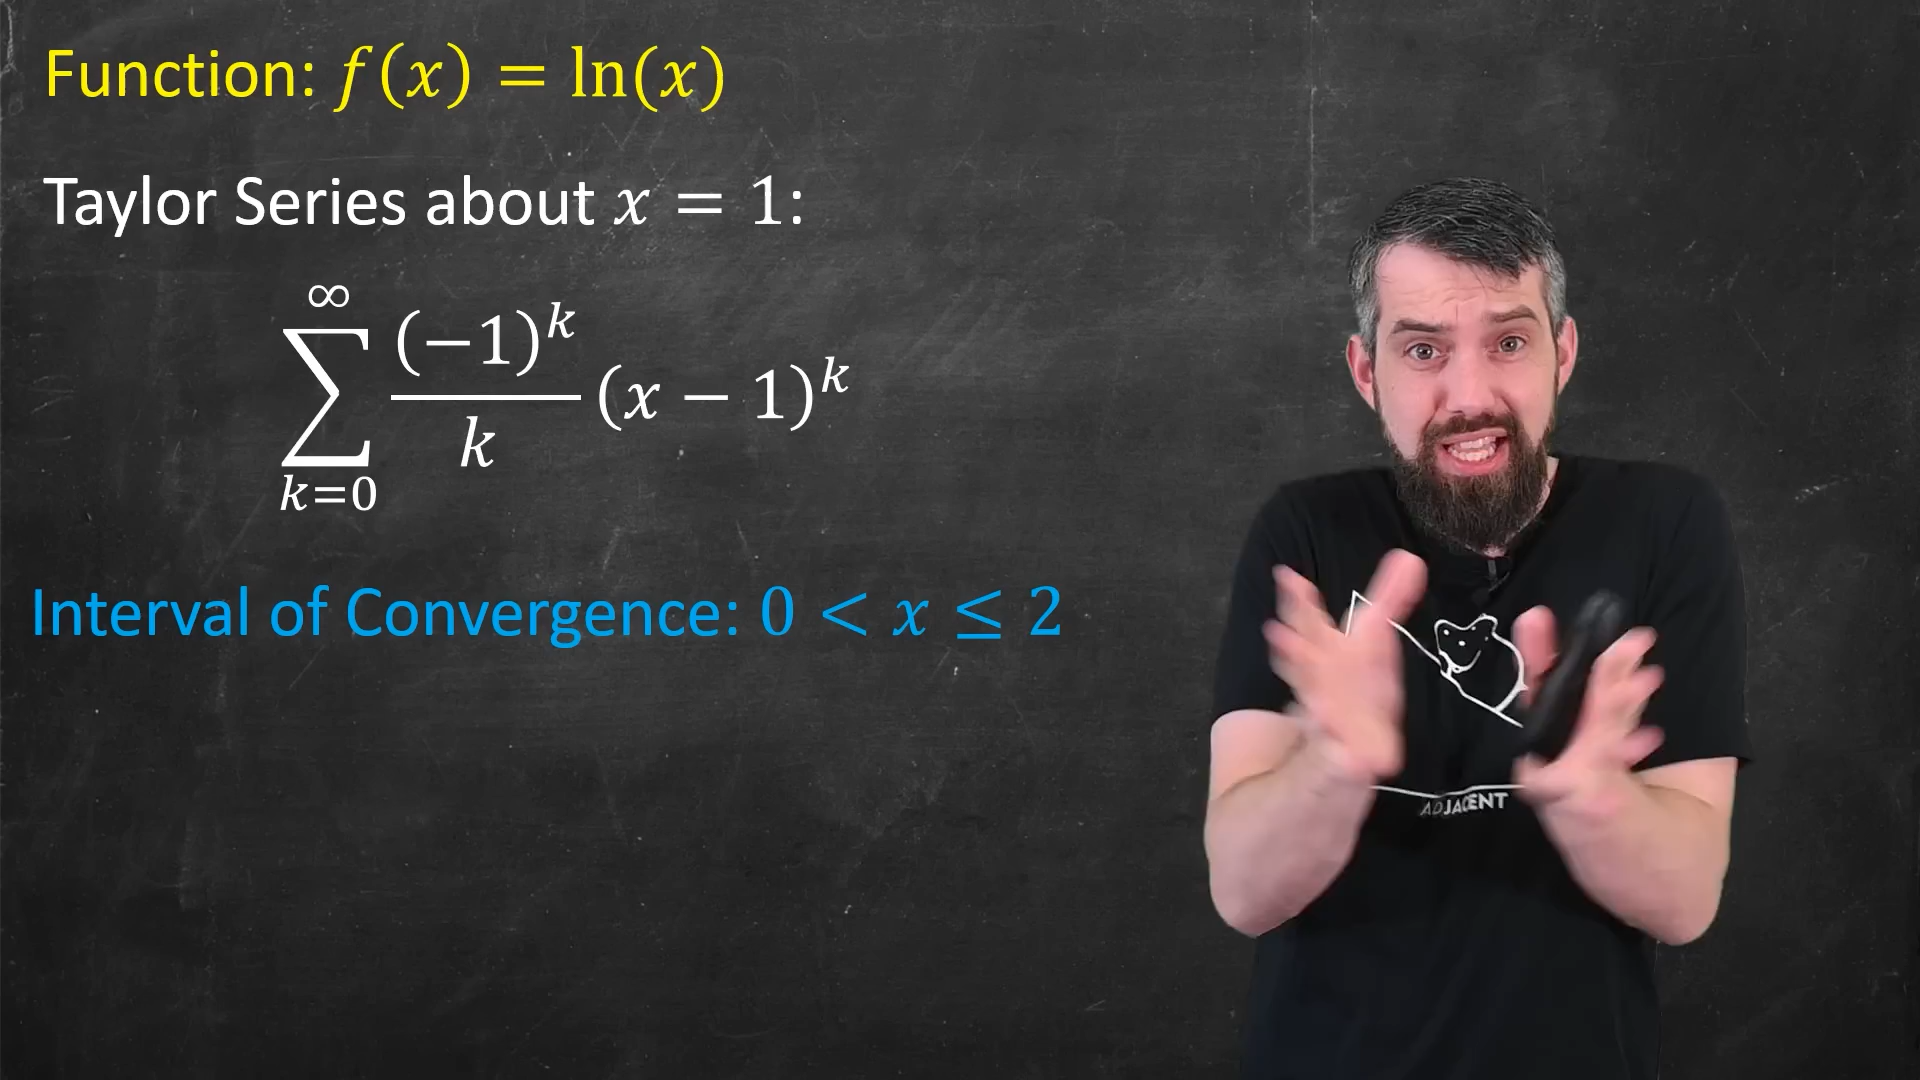 Function: f(x) = ln(x)
Taylor Series about x = 1:
∞
∑ (−1)^k / k (x − 1)^k
k=0
Interval of Convergence: 0 < x ≤ 2
ADJACENT